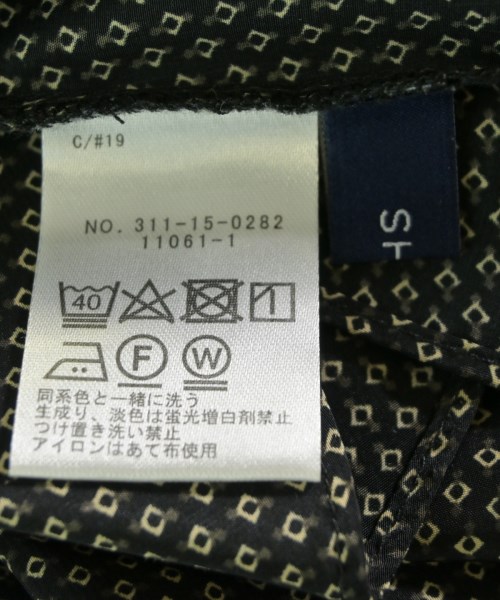 C/#19
NO. 311-15-0282
11061-1
40
F W
同系色と一緒に洗う
生成り、淡色は蛍光増白剤禁止
つけ置き洗い禁止
アイロンはあて布使用
SH